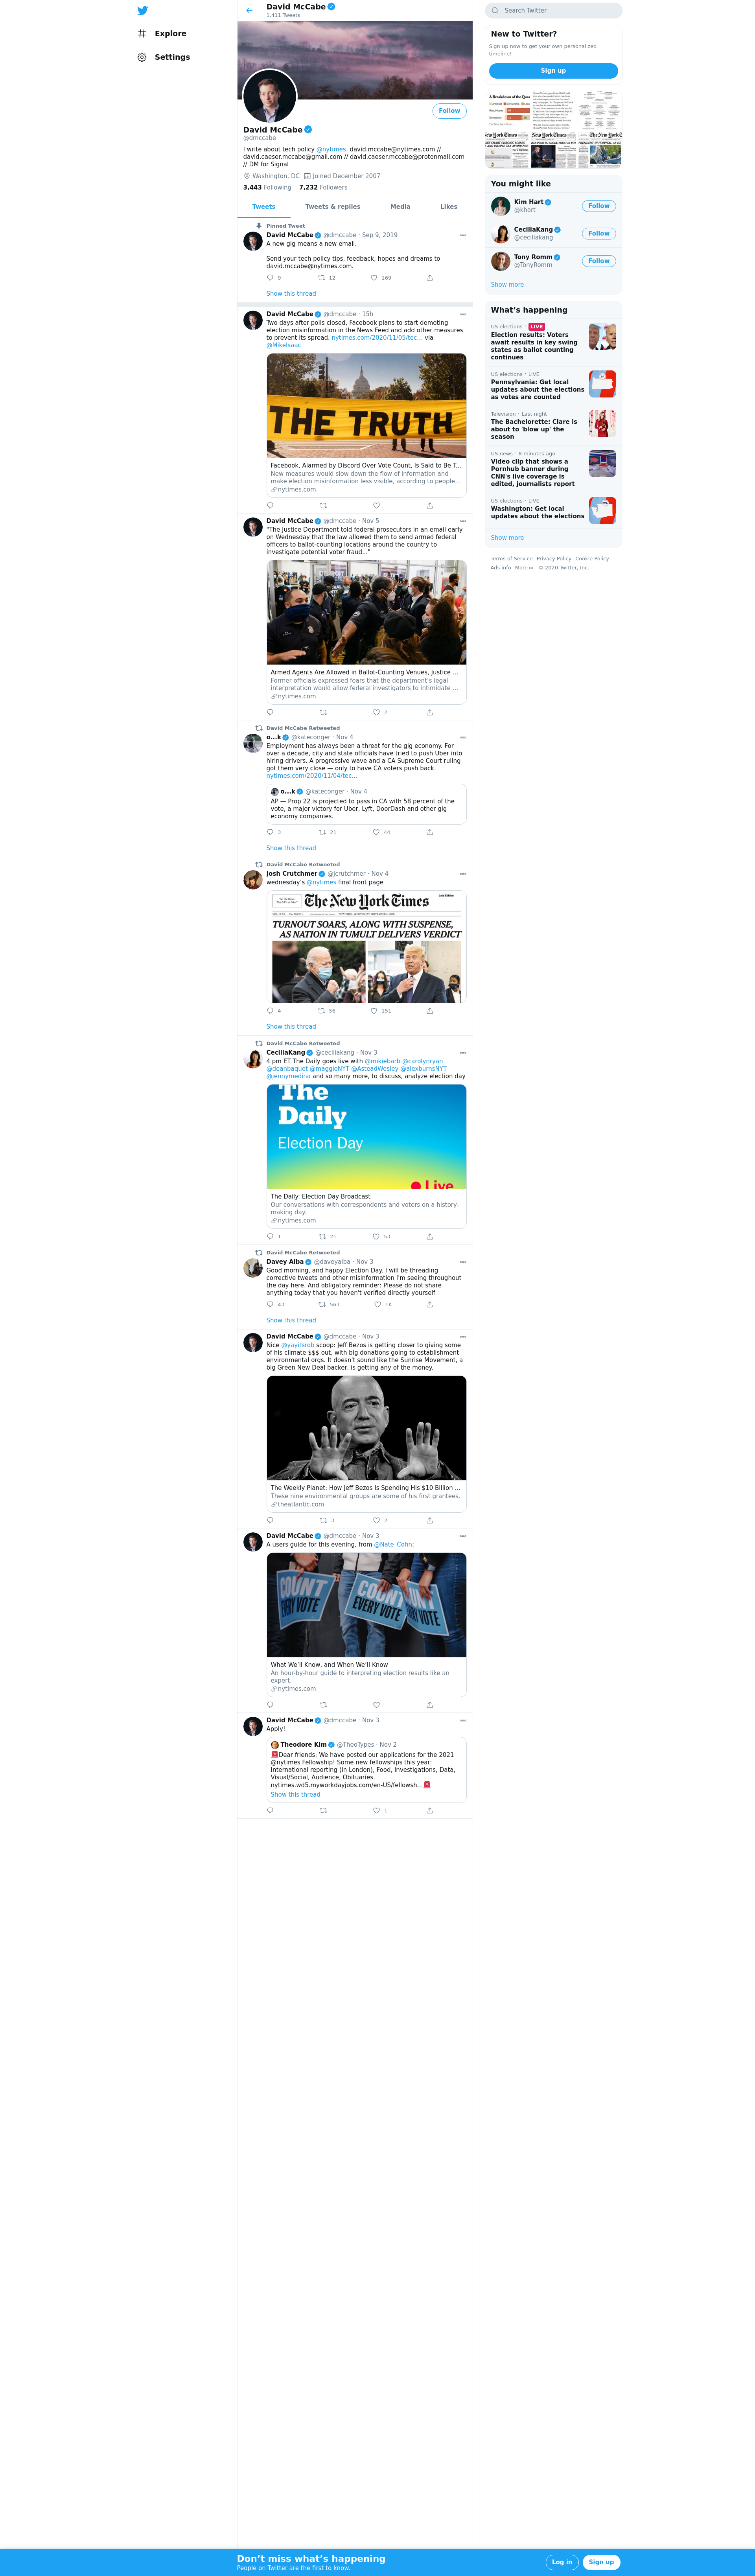 Explore
Settings
David McCabe
1,411 Tweets
Follow
David McCabe
@dmccabe
I write about tech policy @nytimes. david.mccabe@nytimes.com //
david.caeser.mccabe@gmail.com // david.caeser.mccabe@protonmail.com
// DM for Signal
Washington, DC Joined December 2007
3,443 Following 7,232 Followers
Tweets Tweets & replies Media Likes
Pinned Tweet
David McCabe @dmccabe · Sep 9, 2019
A new gig means a new email.
Send your tech policy tips, feedback, hopes and dreams to
david.mccabe@nytimes.com.
9 12 169
Show this thread
David McCabe @dmccabe · 15h
Two days after polls closed, Facebook plans to start demoting
election misinformation in the News Feed and add other measures
to prevent its spread. nytimes.com/2020/11/05/tec… via
@MikeIsaac
THE TRUTH
Facebook, Alarmed by Discord Over Vote Count, Is Said to Be T...
New measures would slow down the flow of information and
make election misinformation less visible, according to people...
nytimes.com
David McCabe @dmccabe · Nov 5
"The Justice Department told federal prosecutors in an email early
on Wednesday that the law allowed them to send armed federal
officers to ballot-counting locations around the country to
investigate potential voter fraud..."
Armed Agents Are Allowed in Ballot-Counting Venues, Justice ...
Former officials expressed fears that the department's legal
interpretation would allow federal investigators to intimidate ...
nytimes.com
2
David McCabe Retweeted
o...k @kateconger · Nov 4
Employment has always been a threat for the gig economy. For
over a decade, city and state officials have tried to push Uber into
hiring drivers. A progressive wave and a CA Supreme Court ruling
got them very close — only to have CA voters push back.
nytimes.com/2020/11/04/tec…
o...k @kateconger · Nov 4
AP — Prop 22 is projected to pass in CA with 58 percent of the
vote, a major victory for Uber, Lyft, DoorDash and other gig
economy companies.
3 21 44
Show this thread
David McCabe Retweeted
Josh Crutchmer @jcrutchmer · Nov 4
wednesday's @nytimes final front page
The New York Times
TURNOUT SOARS, ALONG WITH SUSPENSE,
AS NATION IN TUMULT DELIVERS VERDICT
4 56 151
Show this thread
David McCabe Retweeted
CeciliaKang @ceciliakang · Nov 3
4 pm ET The Daily goes live with @mikiebarb @carolynryan
@deanbaquet @maggieNYT @AsteadWesley @alexburnsNYT
@jennymedina and so many more, to discuss, analyze election day
The
Daily
Election Day
Live
The Daily: Election Day Broadcast
Our conversations with correspondents and voters on a history-
making day.
nytimes.com
1 21 53
David McCabe Retweeted
Davey Alba @daveyalba · Nov 3
Good morning, and happy Election Day. I will be threading
corrective tweets and other misinformation I'm seeing throughout
the day here. And obligatory reminder: Please do not share
anything today that you haven't verified directly yourself
43 563 1K
Show this thread
David McCabe @dmccabe · Nov 3
Nice @yayitsrob scoop: Jeff Bezos is getting closer to giving some
of his climate $$$ out, with big donations going to establishment
environmental orgs. It doesn't sound like the Sunrise Movement, a
big Green New Deal backer, is getting any of the money.
The Weekly Planet: How Jeff Bezos Is Spending His $10 Billion ...
These nine environmental groups are some of his first grantees.
theatlantic.com
3 2
David McCabe @dmccabe · Nov 3
A users guide for this evening, from @Nate_Cohn:
COUNT
EVERY VOTE
COUNT
EVERY VOTE
COUNT
EVERY VOTE
What We'll Know, and When We'll Know
An hour-by-hour guide to interpreting election results like an
expert.
nytimes.com
David McCabe @dmccabe · Nov 3
Apply!
Theodore Kim @TheoTypes · Nov 2
🚨Dear friends: We have posted our applications for the 2021
@nytimes Fellowship! Some new fellowships this year:
International reporting (in London), Food, Investigations, Data,
Visual/Social, Audience, Obituaries.
nytimes.wd5.myworkdayjobs.com/en-US/fellowsh…🚨
Show this thread
1
Search Twitter
New to Twitter?
Sign up now to get your own personalized
timeline!
Sign up
You might like
Kim Hart
@khart
Follow
CeciliaKang
@ceciliakang
Follow
Tony Romm
@TonyRomm
Follow
Show more
What's happening
US elections · LIVE
Election results: Voters
await results in key swing
states as ballot counting
continues
US elections · LIVE
Pennsylvania: Get local
updates about the elections
as votes are counted
Television · Last night
The Bachelorette: Clare is
about to 'blow up' the
season
US news · 8 minutes ago
Video clip that shows a
Pornhub banner during
CNN's live coverage is
edited, journalists report
US elections · LIVE
Washington: Get local
updates about the elections
Show more
Terms of Service Privacy Policy Cookie Policy
Ads info More © 2020 Twitter, Inc.
Don't miss what's happening
People on Twitter are the first to know.
Log in Sign up